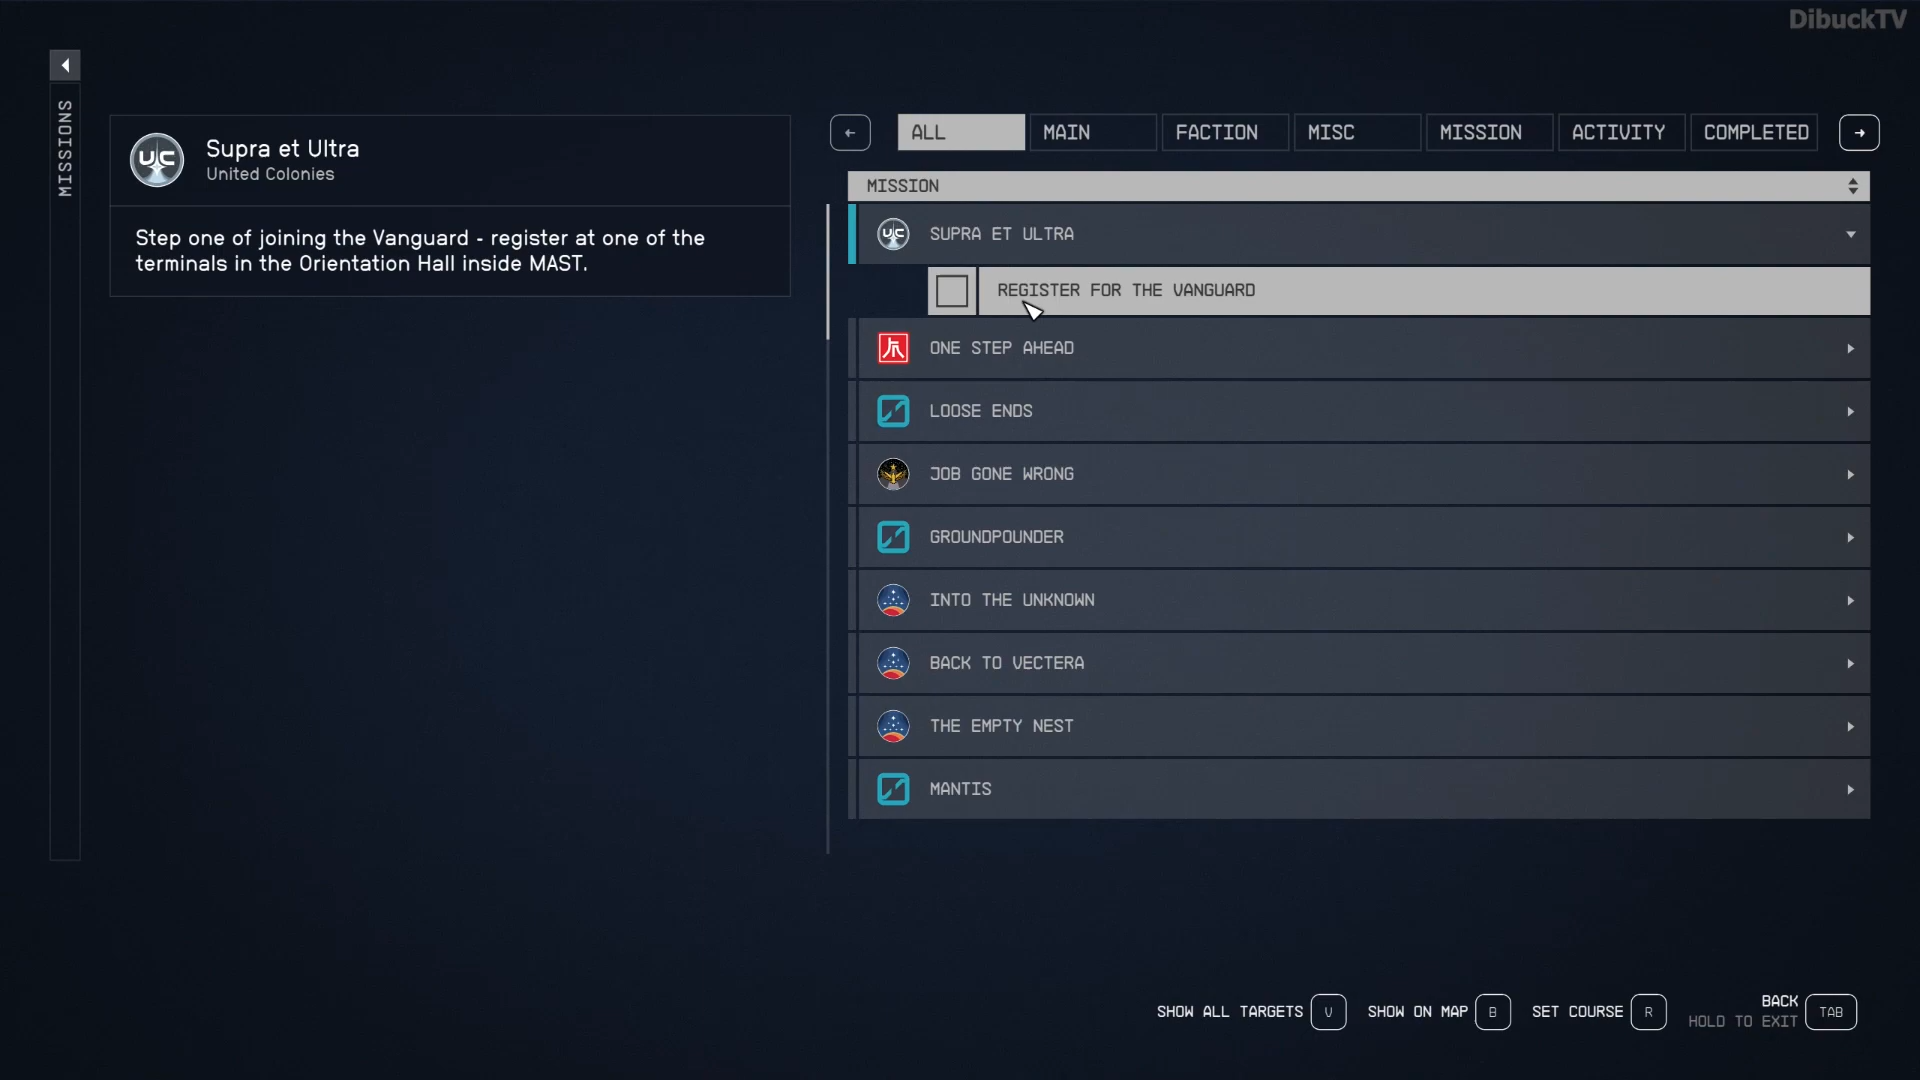 DibuckTV
MISSIONS
UC
Supra et Ultra
United Colonies
Step one of joining the Vanguard - register at one of the
terminals in the Orientation Hall inside MAST.
ALL
MAIN
FACTION
MISC
MISSION
ACTIVITY
COMPLETED
MISSION
UC
SUPRA ET ULTRA
REGISTER FOR THE VANGUARD
ONE STEP AHEAD
LOOSE ENDS
JOB GONE WRONG
GROUNDPOUNDER
INTO THE UNKNOWN
BACK TO VECTERA
THE EMPTY NEST
MANTIS
SHOW ALL TARGETS V
SHOW ON MAP B
SET COURSE R
BACK
HOLD TO EXIT
TAB